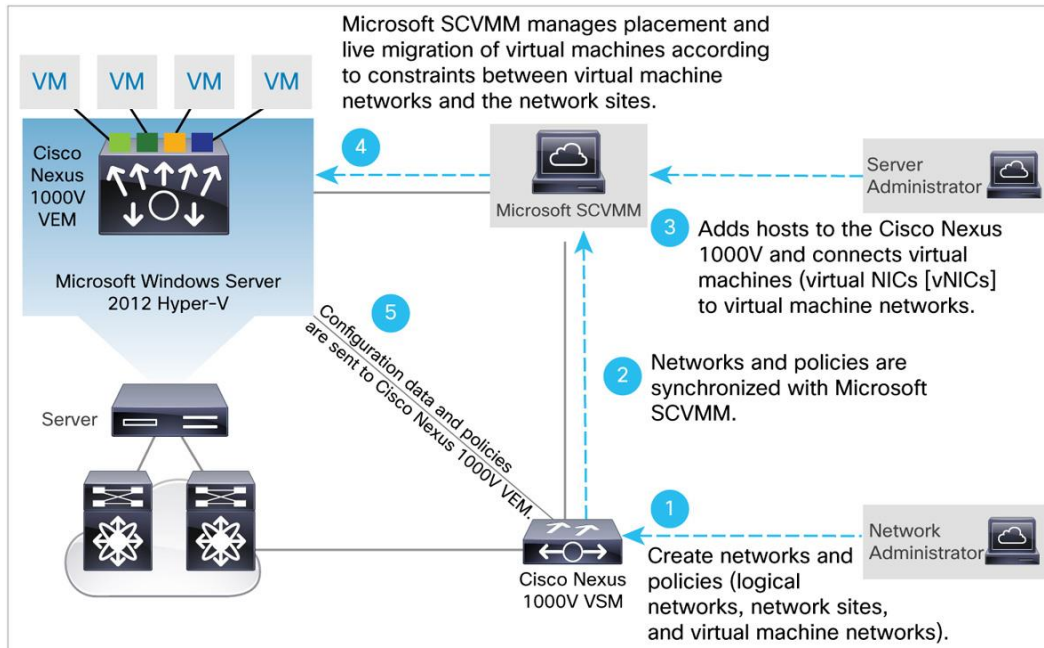 Microsoft SCVMM manages placement and
live migration of virtual machines according
to constraints between virtual machine
networks and the network sites.
VM
VM
VM
VM
Cisco
Nexus
1000V
VEM
4
Microsoft SCVMM
Server
Administrator
3
Adds hosts to the Cisco Nexus
1000V and connects virtual
machines (virtual NICs [vNICs]
to virtual machine networks.
Microsoft Windows Server
2012 Hyper-V
5
Configuration data and policies
are sent to Cisco Nexus 1000V VEM.
2
Networks and policies are
synchronized with Microsoft
SCVMM.
Server
1
Network
Administrator
Create networks and
policies (logical
networks, network sites,
and virtual machine networks).
Cisco Nexus
1000V VSM